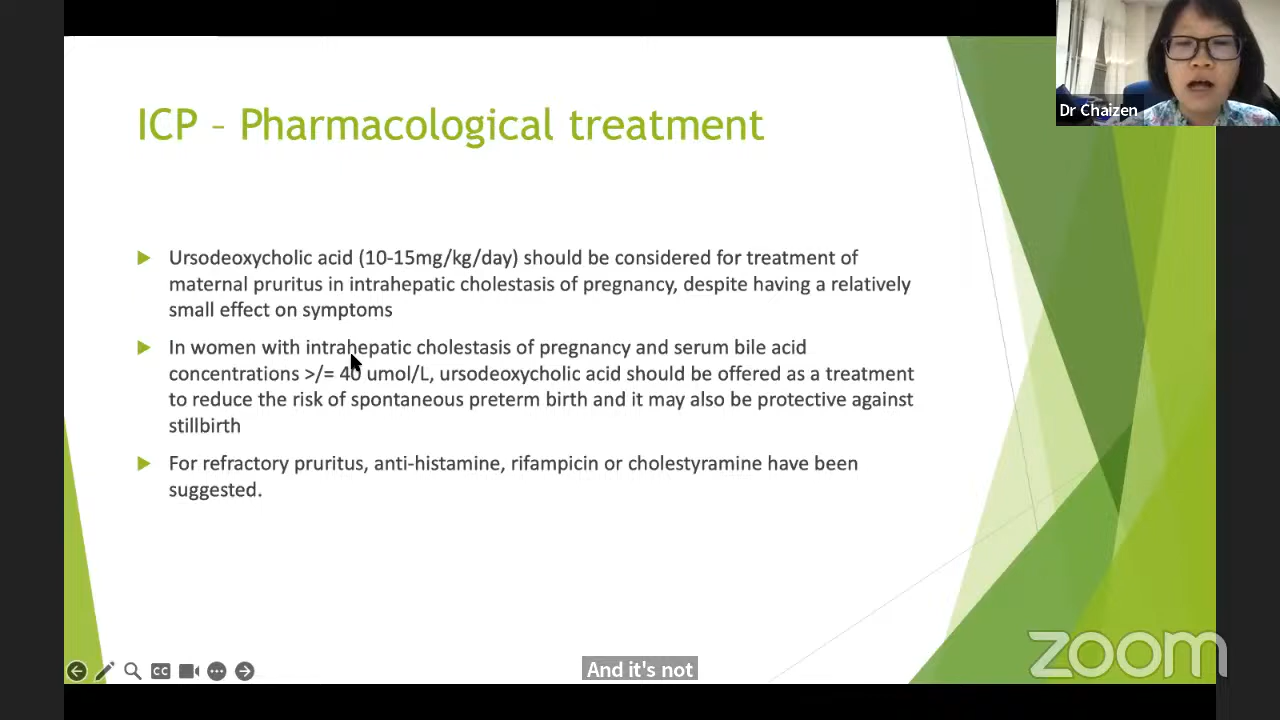 ICP – Pharmacological treatment
Dr Chaizen
Ursodeoxycholic acid (10-15mg/kg/day) should be considered for treatment of
maternal pruritus in intrahepatic cholestasis of pregnancy, despite having a relatively
small effect on symptoms
In women with intrahepatic cholestasis of pregnancy and serum bile acid
concentrations >/= 40 umol/L, ursodeoxycholic acid should be offered as a treatment
to reduce the risk of spontaneous preterm birth and it may also be protective against
stillbirth
For refractory pruritus, anti-histamine, rifampicin or cholestyramine have been
suggested.
zoom
CC
And it's not